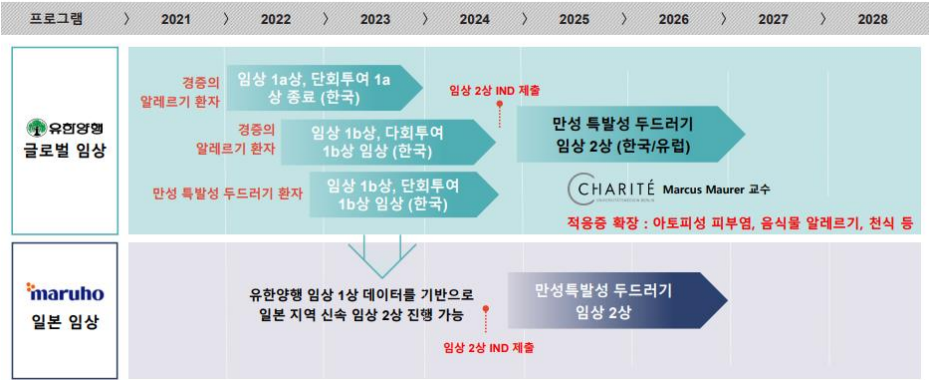 프로그램 〉 2021 〉 2022 〉 2023 〉 2024 〉 2025 〉 2026 〉 2027 〉 2028
유한양행
글로벌 임상
경증의
알레르기 환자
임상 1a상, 단회투여 1a
상 종료 (한국)
경증의
알레르기 환자
임상 1b상, 다회투여
1b상 임상 (한국)
만성 특발성 두드러기 환자
임상 1b상, 단회투여
1b상 임상 (한국)
임상 2상 IND 제출
만성 특발성 두드러기
임상 2상 (한국/유럽)
CHARITÉ Marcus Maurer 교수
적응증 확장 : 아토피성 피부염, 음식물 알레르기, 천식 등
maruho
일본 임상
유한양행 임상 1상 데이터를 기반으로
일본 지역 신속 임상 2상 진행 가능
임상 2상 IND 제출
만성특발성 두드러기
임상 2상